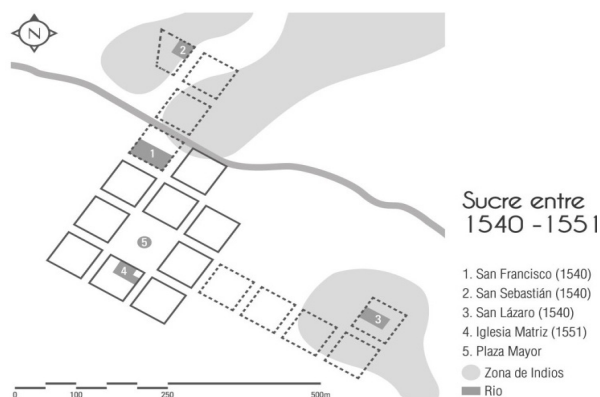 N
2
1
5
4
3
0
100
250
500m
Sucre entre
1540 -1551
1. San Francisco (1540)
2. San Sebastián (1540)
3. San Lázaro (1540)
4. Iglesia Matriz (1551)
5. Plaza Mayor
Zona de Indios
Río